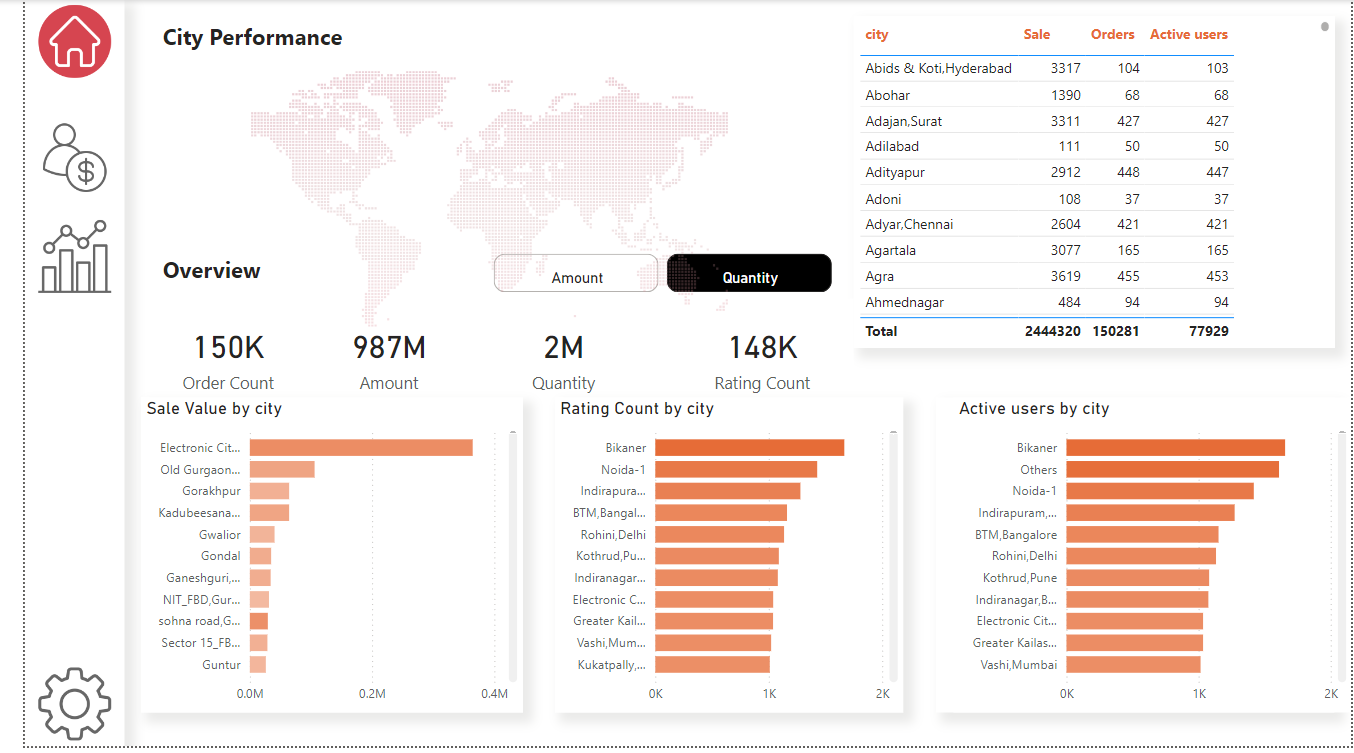 City Performance
city Sale Orders Active users
Abids & Koti,Hyderabad 3317 104 103
Abohar 1390 68 68
Adajan,Surat 3311 427 427
Adilabad 111 50 50
Adityapur 2912 448 447
Adoni 108 37 37
Adyar,Chennai 2604 421 421
Agartala 3077 165 165
Agra 3619 455 453
Ahmednagar 484 94 94
Total 2444320 150281 77929
Overview
Amount Quantity
150K 987M 2M 148K
Order Count Amount Quantity Rating Count
Sale Value by city
Electronic Cit...
Old Gurgaon...
Gorakhpur
Kadubeesana...
Gwalior
Gondal
Ganeshguri,...
NIT_FBD,Gur...
sohna road,G...
Sector 15_FB...
Guntur
0.0M 0.2M 0.4M
Rating Count by city
Bikaner
Noida-1
Indirapura...
BTM,Bangal...
Rohini,Delhi
Kothrud,Pu...
Indiranagar...
Electronic C...
Greater Kail...
Vashi,Mum...
Kukatpally,...
0K 1K 2K
Active users by city
Bikaner
Others
Noida-1
Indirapuram,...
BTM,Bangalore
Rohini,Delhi
Kothrud,Pune
Indiranagar,B...
Electronic Cit...
Greater Kailas...
Vashi,Mumbai
0K 1K 2K